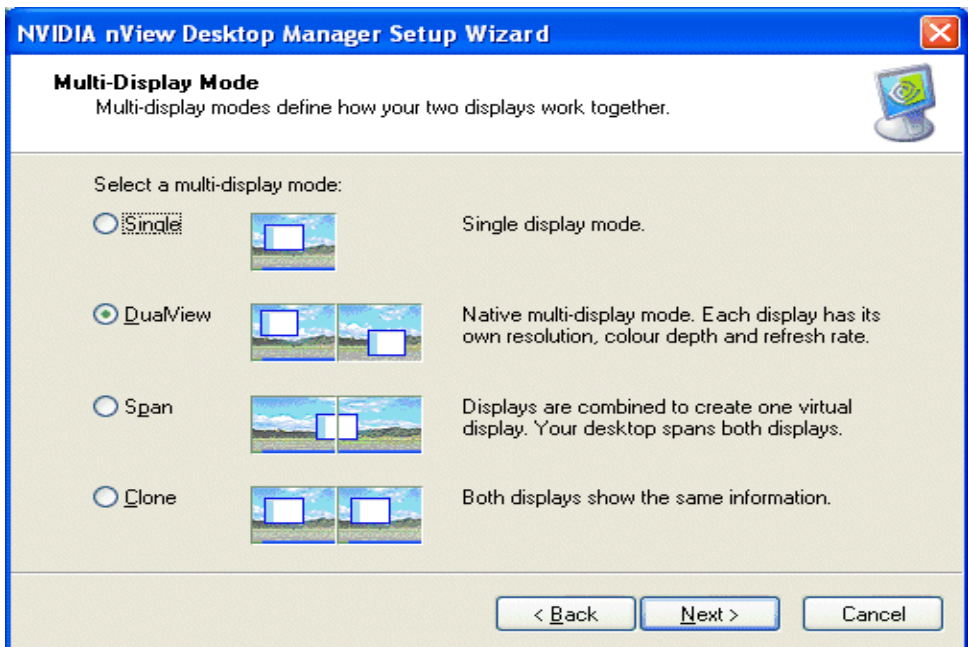 NVIDIA nView Desktop Manager Setup Wizard
Multi-Display Mode
Multi-display modes define how your two displays work together.
Select a multi-display mode:
Single
Single display mode.
DualView
Native multi-display mode. Each display has its
own resolution, colour depth and refresh rate.
Span
Displays are combined to create one virtual
display. Your desktop spans both displays.
Clone
Both displays show the same information.
< Back
Next >
Cancel